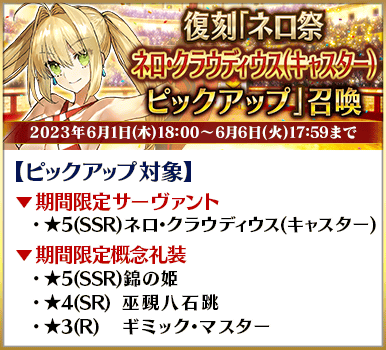 復刻「ネロ祭
ネロ・クラウディウス(キャスター)
ピックアップ」召喚
2023年6月1日(木)18:00～6月6日(火)17:59まで
【ピックアップ対象】
▼期間限定サーヴァント
・★5(SSR)ネロ・クラウディウス(キャスター)
▼期間限定概念礼装
・★5(SSR)錦の姫
・★4(SR) 巫覡八石跳
・★3(R) ギミック・マスター